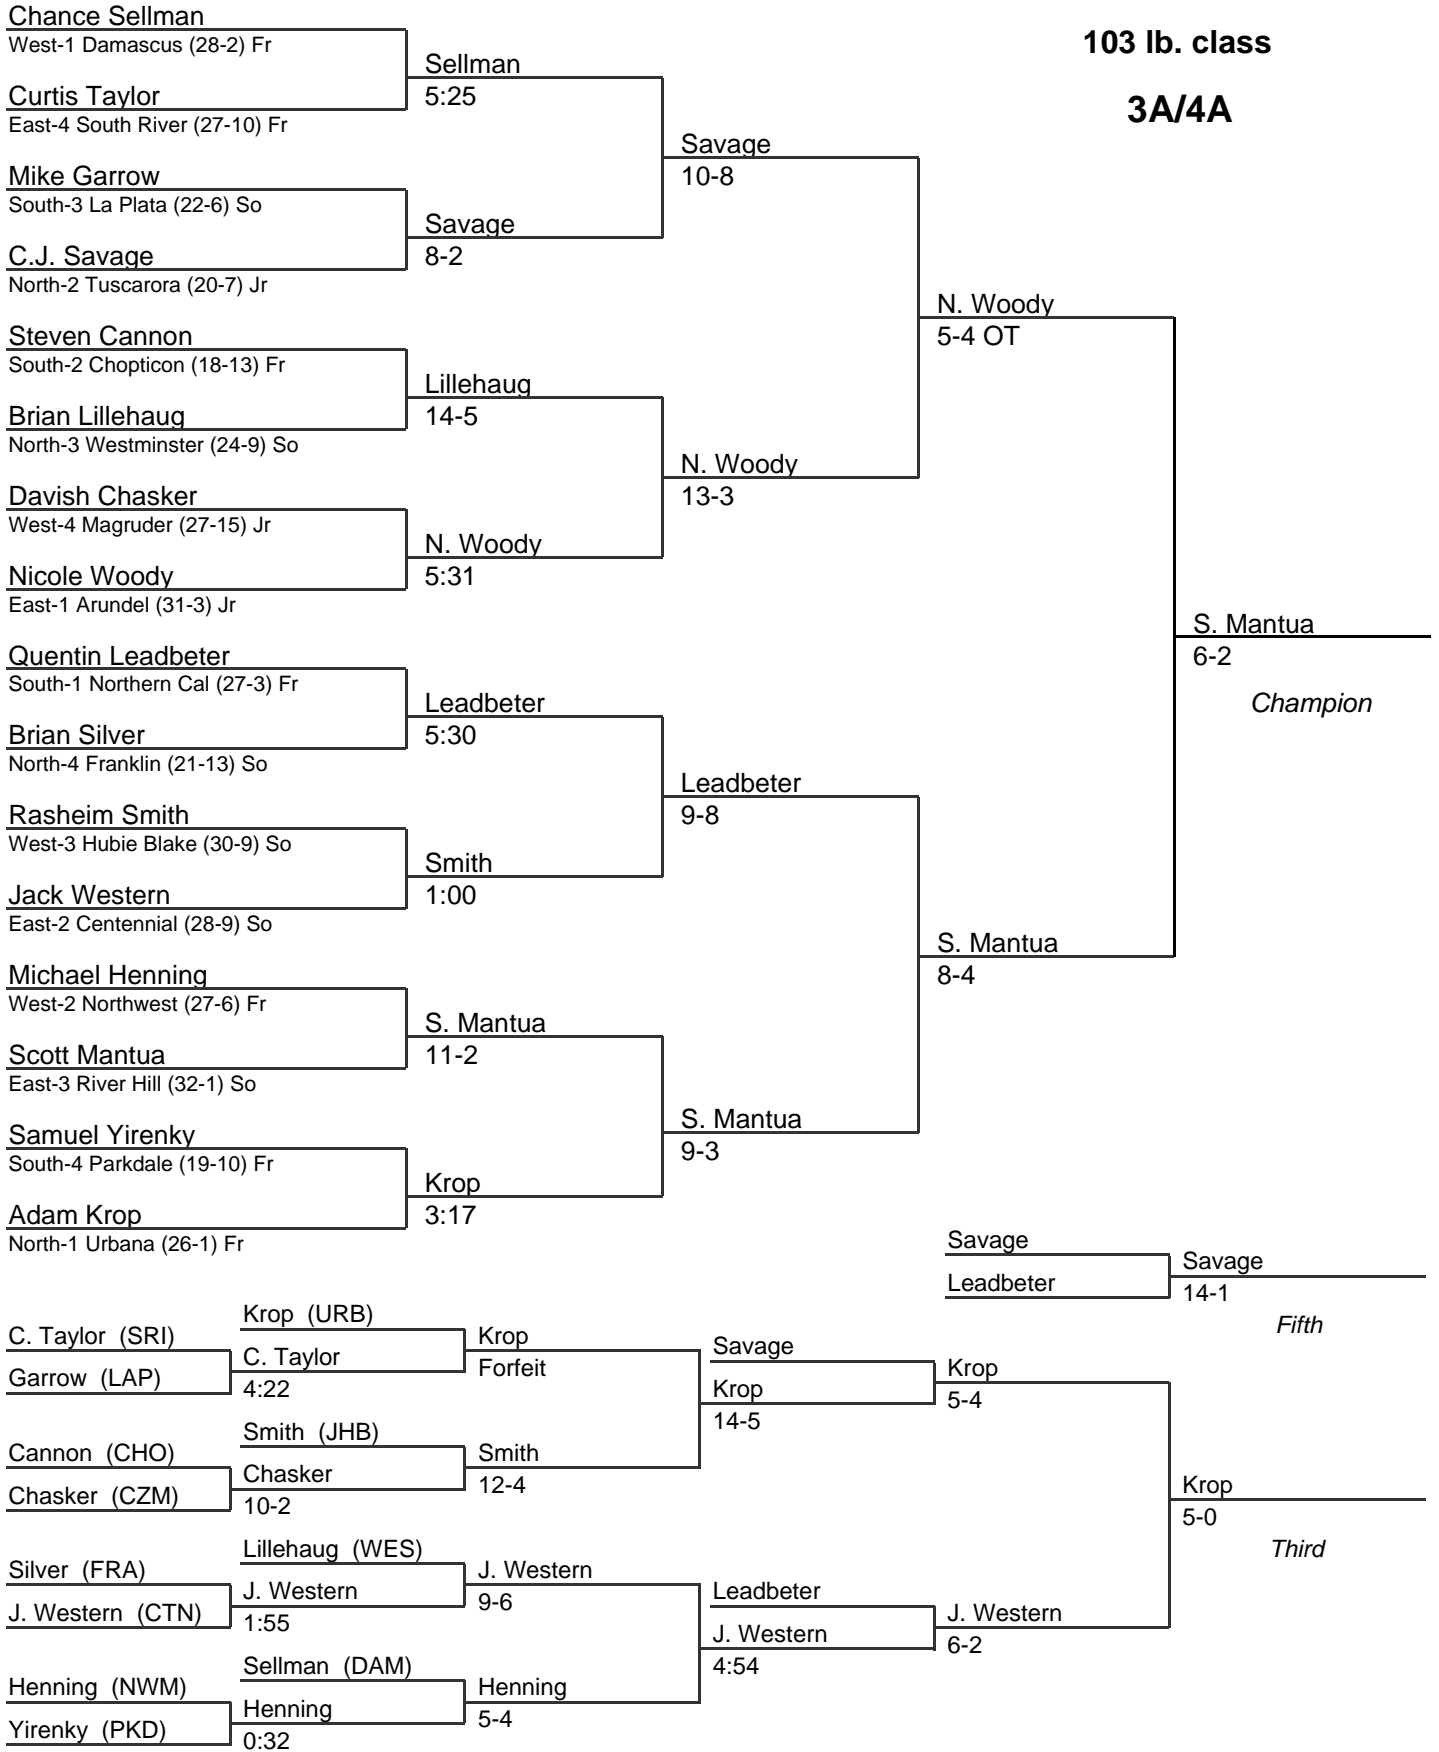 103 lb. class
3A/4A
Chance Sellman
West-1 Damascus (28-2) Fr
Curtis Taylor
East-4 South River (27-10) Fr
Mike Garrow
South-3 La Plata (22-6) So
C.J. Savage
North-2 Tuscarora (20-7) Jr
Steven Cannon
South-2 Chopticon (18-13) Fr
Brian Lillehaug
North-3 Westminster (24-9) So
Davish Chasker
West-4 Magruder (27-15) Jr
Nicole Woody
East-1 Arundel (31-3) Jr
Quentin Leadbeter
South-1 Northern Cal (27-3) Fr
Brian Silver
North-4 Franklin (21-13) So
Rasheim Smith
West-3 Hubie Blake (30-9) So
Jack Western
East-2 Centennial (28-9) So
Michael Henning
West-2 Northwest (27-6) Fr
Scott Mantua
East-3 River Hill (32-1) So
Samuel Yirenky
South-4 Parkdale (19-10) Fr
Adam Krop
North-1 Urbana (26-1) Fr
Sellman
5:25
Savage
8-2
Lillehaug
14-5
N. Woody
5:31
Leadbeter
5:30
Smith
1:00
S. Mantua
11-2
Krop
3:17
Savage
10-8
N. Woody
13-3
Leadbeter
9-8
S. Mantua
9-3
N. Woody
5-4 OT
S. Mantua
8-4
S. Mantua
6-2
Champion
Savage
Leadbeter
Savage
14-1
Fifth
C. Taylor (SRI)
Garrow (LAP)
Cannon (CHO)
Chasker (CZM)
Silver (FRA)
J. Western (CTN)
Henning (NWM)
Yirenky (PKD)
Krop (URB)
C. Taylor
4:22
Smith (JHB)
Chasker
10-2
Lillehaug (WES)
J. Western
1:55
Sellman (DAM)
Henning
0:32
Krop
Forfeit
Smith
12-4
J. Western
9-6
Henning
5-4
Savage
Krop
14-5
Leadbeter
J. Western
4:54
Krop
5-4
J. Western
6-2
Krop
5-0
Third